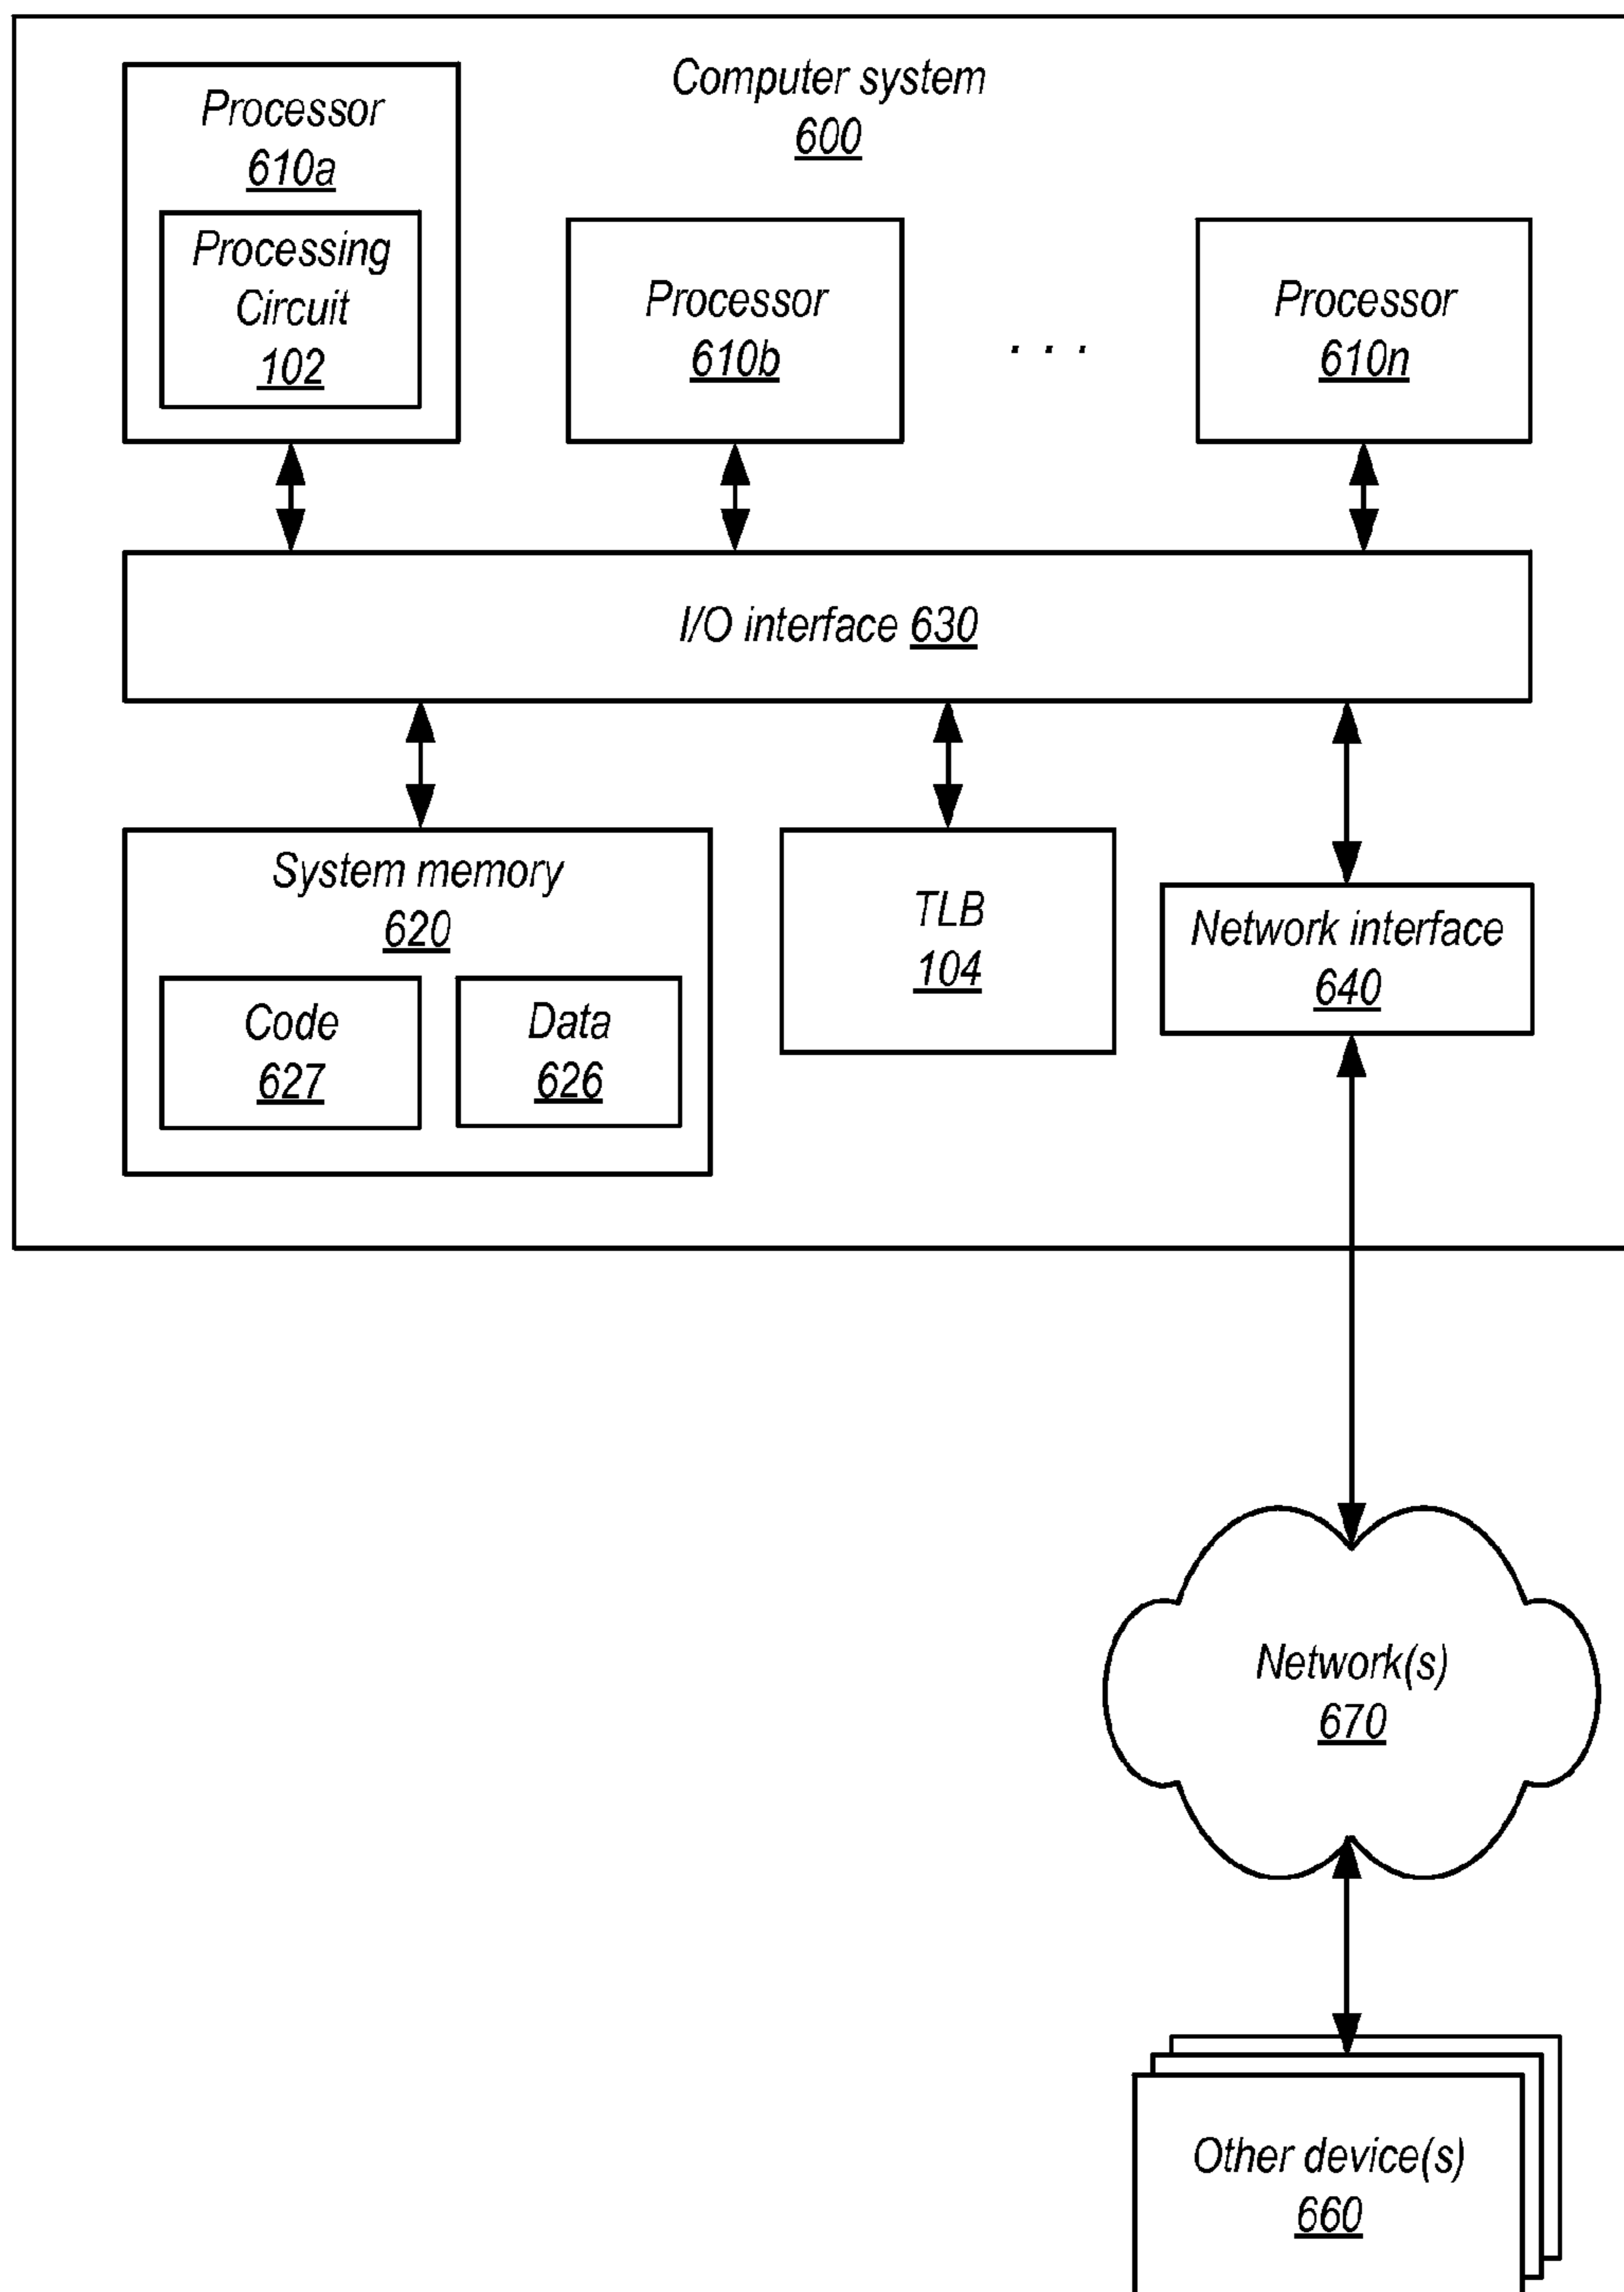 Computer system
600
Processor
610a
Processing
Circuit
102
Processor
610b
. . .
Processor
610n
I/O interface 630
System memory
620
Code
627
Data
626
TLB
104
Network interface
640
Network(s)
670
Other device(s)
660